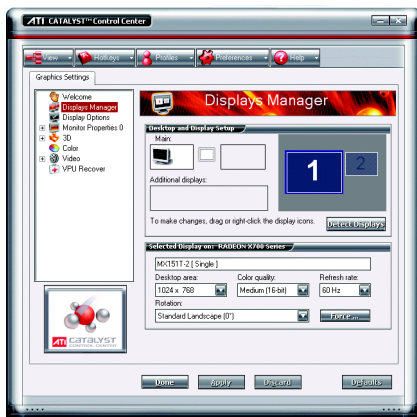 ATI CATALYST™ Control Center
View
Hotkeys
Profiles
Preferences
Help
Graphics Settings
Welcome
Displays Manager
Display Options
Monitor Properties 0
3D
Color
Video
VPU Recover
ATI CATALYST
CONTROL CENTER
Displays Manager
Desktop and Display Setup
Main:
Additional displays:
1
2
To make changes, drag or right-click the display icons.
Detect Displays
Selected Display on: RADEON X700 Series
MX151T-2 [ Single ]
Desktop area:
Color quality:
Refresh rate:
1024 x 768
Medium (16-bit)
60 Hz
Rotation:
Standard Landscape (0°)
Force ...
Done
Apply
Discard
Defaults